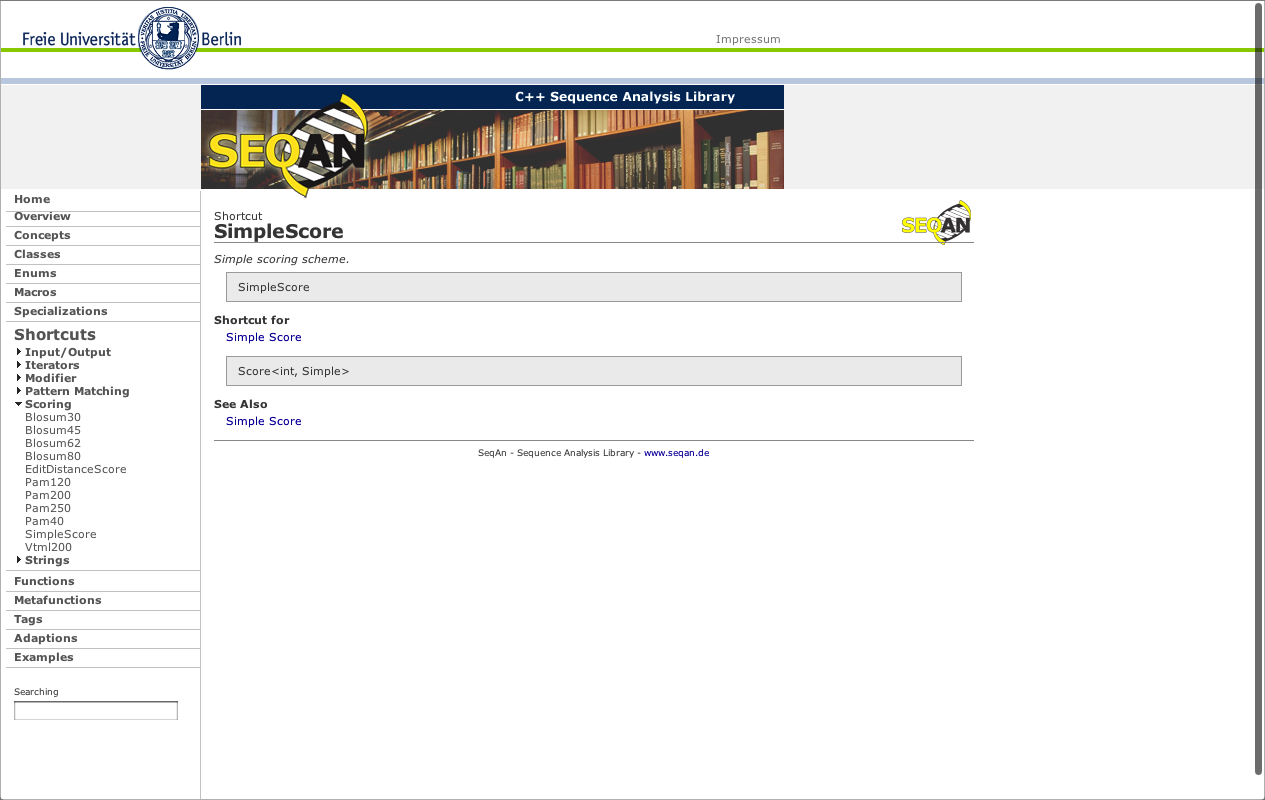 Freie Universität Berlin
Impressum
C++ Sequence Analysis Library
SEQAN
Home
Overview
Concepts
Classes
Enums
Macros
Specializations
Shortcuts
Input/Output
Iterators
Modifier
Pattern Matching
Scoring
Blosum30
Blosum45
Blosum62
Blosum80
EditDistanceScore
Pam120
Pam200
Pam250
Pam40
SimpleScore
Vtml200
Strings
Functions
Metafunctions
Tags
Adaptions
Examples
Searching
Shortcut
SimpleScore
SEQAN
Simple scoring scheme.
SimpleScore
Shortcut for
Simple Score
Score<int, Simple>
See Also
Simple Score
SeqAn - Sequence Analysis Library - www.seqan.de